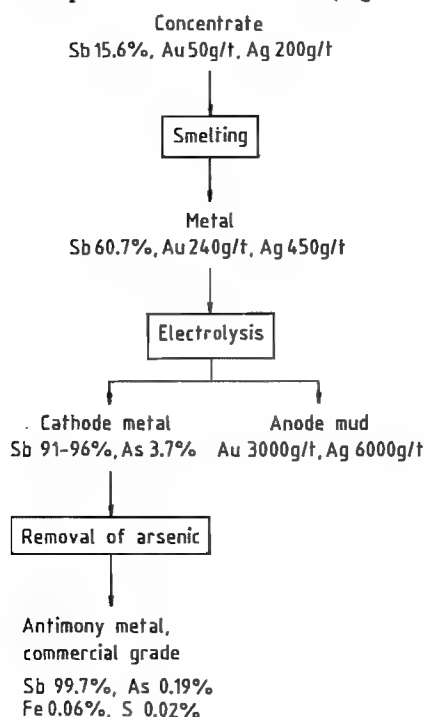 Concentrate
Sb 15.6%, Au 50g/t, Ag 200g/t
Smelting
Metal
Sb 60.7%, Au 240g/t, Ag 450g/t
Electrolysis
Cathode metal
Sb 91-96%, As 3.7%
Anode mud
Au 3000g/t, Ag 6000g/t
Removal of arsenic
Antimony metal,
commercial grade
Sb 99.7%, As 0.19%
Fe 0.06%, S 0.02%